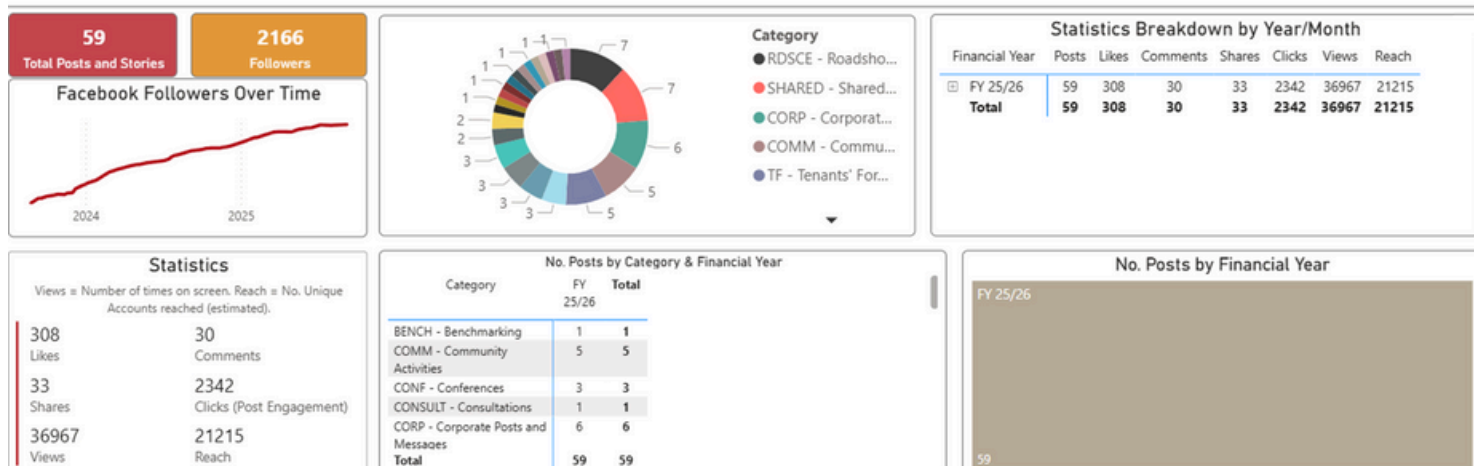 59
Total Posts and Stories
2166
Followers
Facebook Followers Over Time
2024
2025
1
1
1
1
1
1
1
1
2
2
3
3
3
3
5
5
6
7
7
Category
RDSCE - Roadsho...
SHARED - Shared...
CORP - Corporat...
COMM - Commu...
TF - Tenants' For...
Statistics Breakdown by Year/Month
Financial Year Posts Likes Comments Shares Clicks Views Reach
FY 25/26 59 308 30 33 2342 36967 21215
Total 59 308 30 33 2342 36967 21215
Statistics
Views = Number of times on screen. Reach = No. Unique
Accounts reached (estimated).
308 30
Likes Comments
33 2342
Shares Clicks (Post Engagement)
36967 21215
Views Reach
No. Posts by Category & Financial Year
Category FY Total
25/26
BENCH - Benchmarking 1 1
COMM - Community 5 5
Activities
CONF - Conferences 3 3
CONSULT - Consultations 1 1
CORP - Corporate Posts and 6 6
Messages
Total 59 59
No. Posts by Financial Year
FY 25/26
59